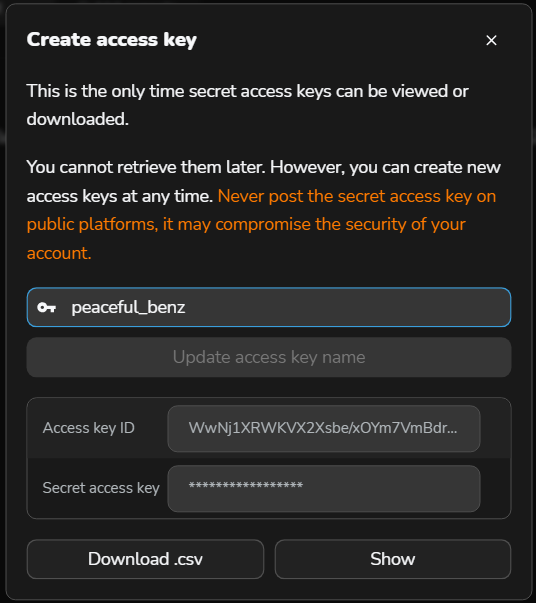 Create access key
This is the only time secret access keys can be viewed or
downloaded.
You cannot retrieve them later. However, you can create new
access keys at any time. Never post the secret access key on
public platforms, it may compromise the security of your
account.
peaceful_benz
Update access key name
Access key ID WwNj1XRWKVX2Xsbe/xOYm7VmBdr...
Secret access key *****************
Download .csv Show